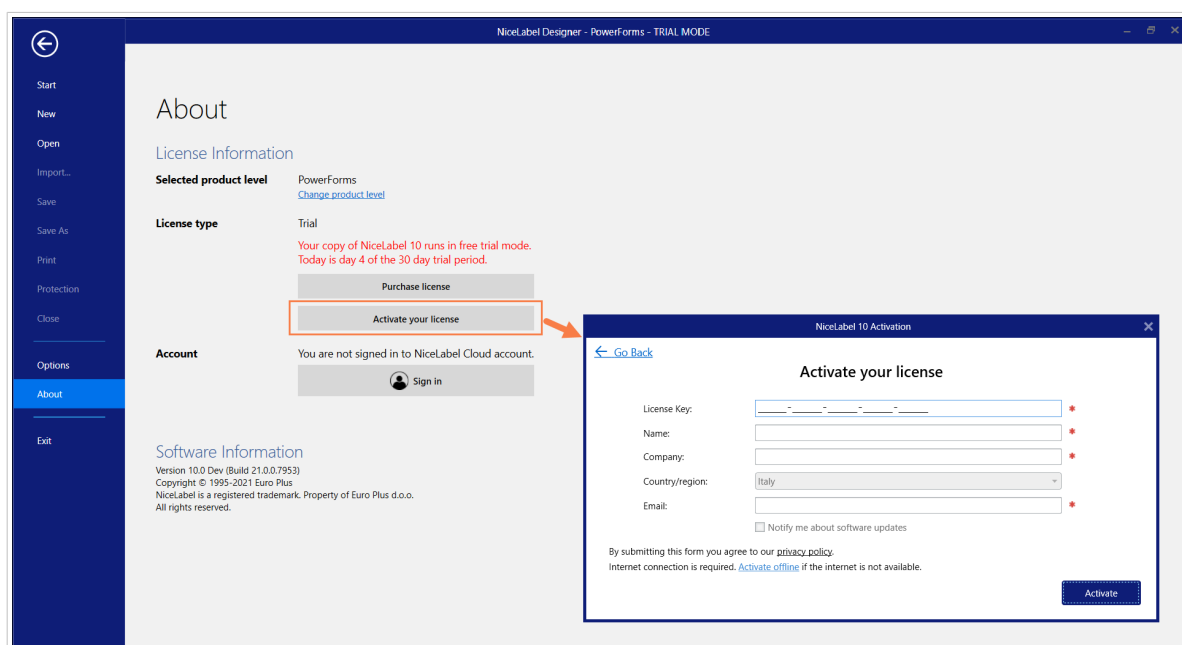 NiceLabel Designer - PowerForms - TRIAL MODE
Start
New
Open
Import...
Save
Save As
Print
Protection
Close
Options
About
Exit
About
License Information
Selected product level PowerForms
Change product level
License type Trial
Your copy of NiceLabel 10 runs in free trial mode.
Today is day 4 of the 30 day trial period.
Purchase license
Activate your license
Account You are not signed in to NiceLabel Cloud account.
Sign in
Software Information
Version 10.0 Dev (Build 21.0.0.7953)
Copyright © 1995-2021 Euro Plus
NiceLabel is a registered trademark. Property of Euro Plus d.o.o.
All rights reserved.
NiceLabel 10 Activation
Go Back
Activate your license
License Key: _____-_____-_____-_____-_____ *
Name: *
Company: *
Country/region: Italy
Email: *
Notify me about software updates
By submitting this form you agree to our privacy policy.
Internet connection is required. Activate offline if the internet is not available.
Activate